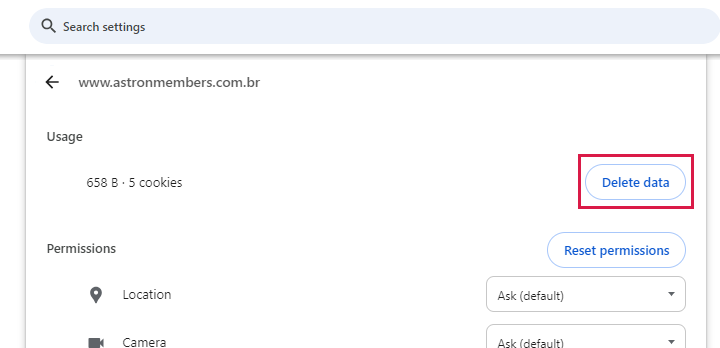 Search settings
www.astronmembers.com.br
Usage
658 B · 5 cookies
Delete data
Permissions
Reset permissions
Location
Ask (default)
Camera
Ask (default)